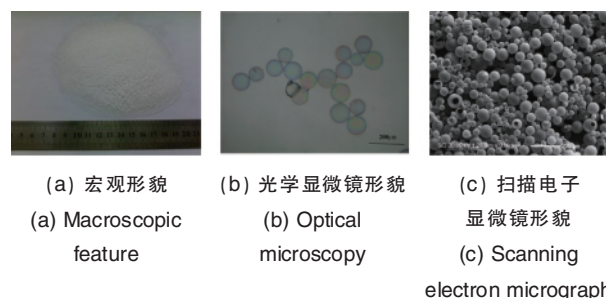 (a) 宏观形貌
(a) Macroscopic
feature
(b) 光学显微镜形貌
(b) Optical
microscopy
(c) 扫描电子
显微镜形貌
(c) Scanning
electron micrograph